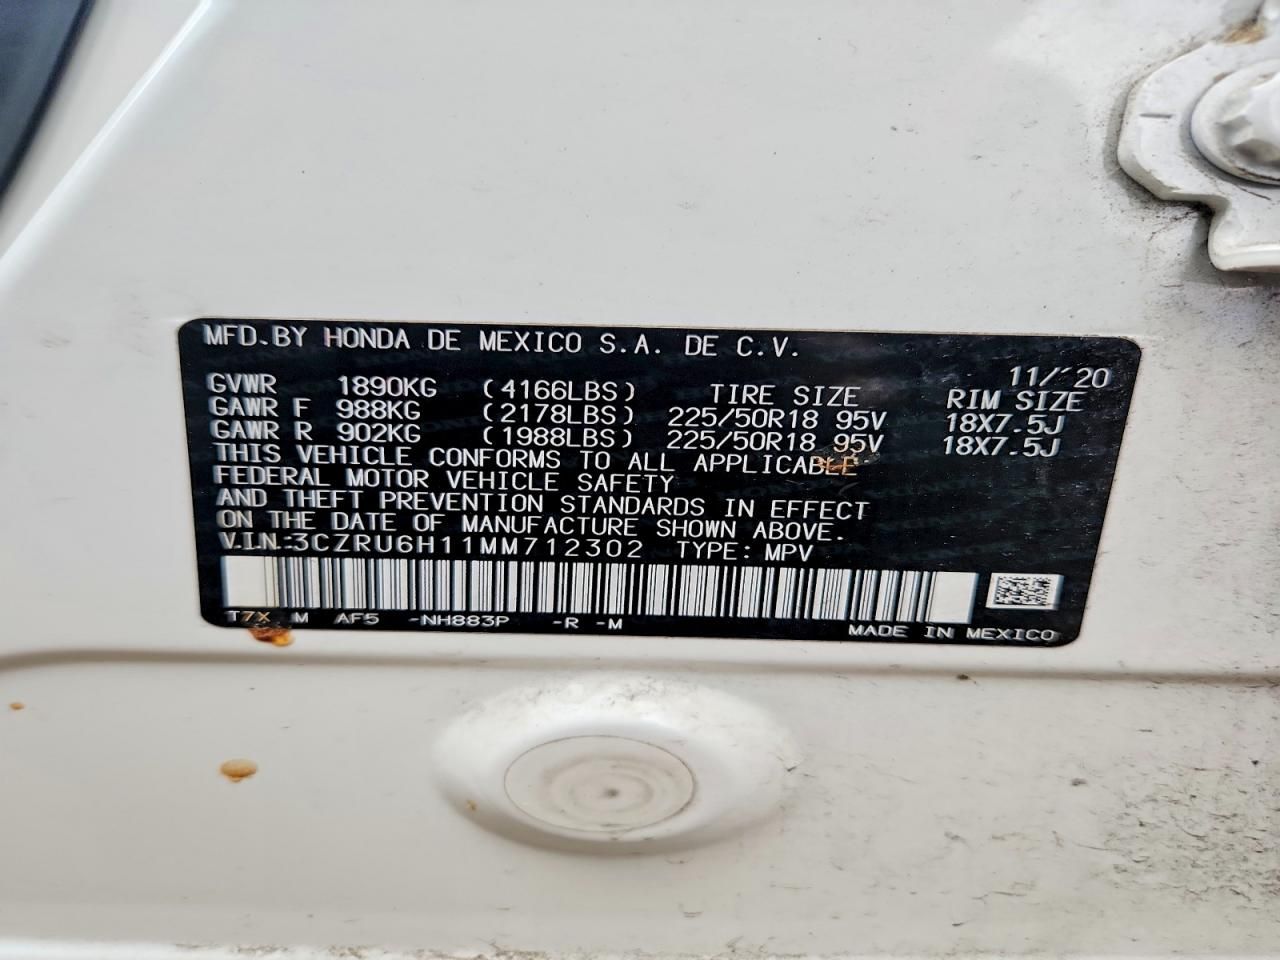 MFD.BY HONDA DE MEXICO S.A. DE C.V.
11/'20
GVWR 1890KG (4166LBS) TIRE SIZE RIM SIZE
GAWR F 988KG (2178LBS) 225/50R18 95V 18X7.5J
GAWR R 902KG (1988LBS) 225/50R18 95V 18X7.5J
THIS VEHICLE CONFORMS TO ALL APPLICABLE
FEDERAL MOTOR VEHICLE SAFETY
AND THEFT PREVENTION STANDARDS IN EFFECT
ON THE DATE OF MANUFACTURE SHOWN ABOVE.
V.I.N:3CZRU6H11MM712302 TYPE: MPV
T7X M AF5 -NH883P -R -M
MADE IN MEXICO